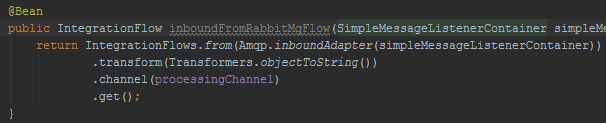 @Bean
public IntegrationFlow inboundFromRabbitMqFlow(SimpleMessageListenerContainer simpleMe
return IntegrationFlows.from(Amqp.inboundAdapter(simpleMessageListenerContainer))
.transform(Transformers.objectToString())
.channel(processingChannel)
.get();
}